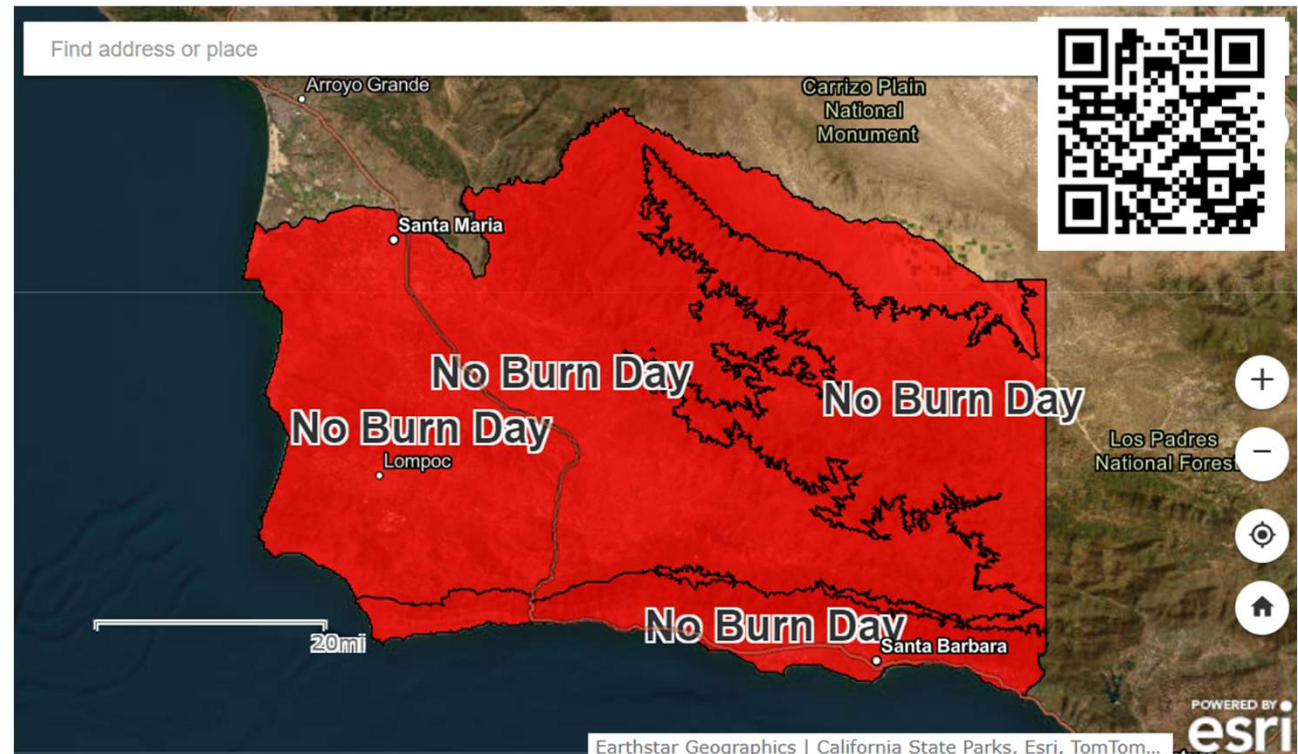 Find address or place
Arroyo Grande
Carrizo Plain
National
Monument
Santa Maria
No Burn Day
No Burn Day
No Burn Day
Lompoc
Los Padres
National Forest
No Burn Day
Santa Barbara
20mi
POWERED BY
esri
Earthstar Geographics | California State Parks, Esri, TomTom...